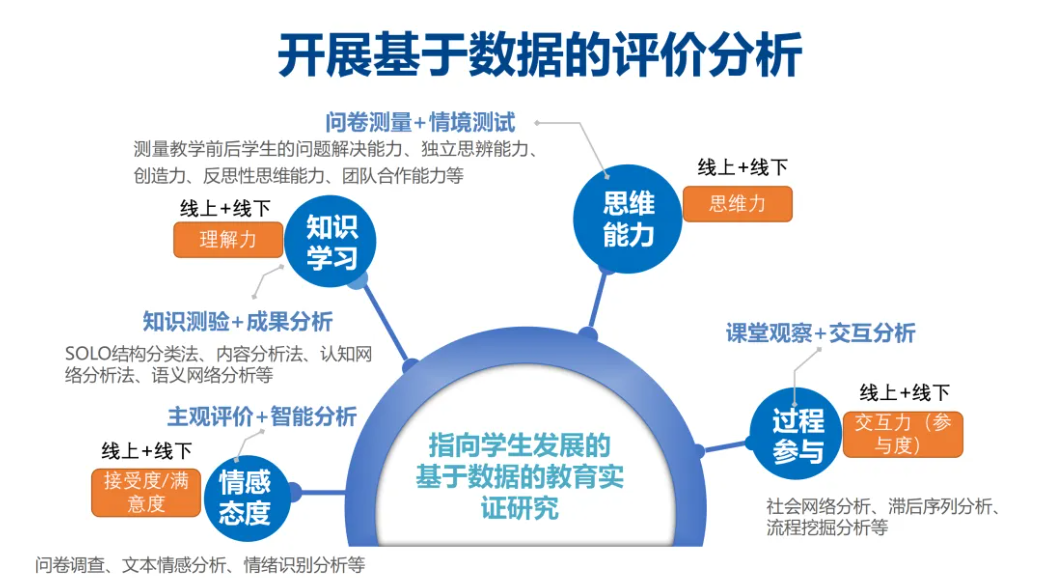 开展基于数据的评价分析
问卷测量+情境测试
测量教学前后学生的问题解决能力、独立思辨能力、
创造力、反思性思维能力、团队合作能力等
线上+线下
思维力
思维
能力
线上+线下
理解力
知识
学习
知识测验+成果分析
SOLO结构分类法、内容分析法、认知网
络分析法、语义网络分析等
课堂观察+交互分析
线上+线下
交互力（参
与度）
过程
参与
社会网络分析、滞后序列分析、
流程挖掘分析等
主观评价+智能分析
线上+线下
接受度/满
意度
情感
态度
问卷调查、文本情感分析、情绪识别分析等
指向学生发展的
基于数据的教育实
证研究